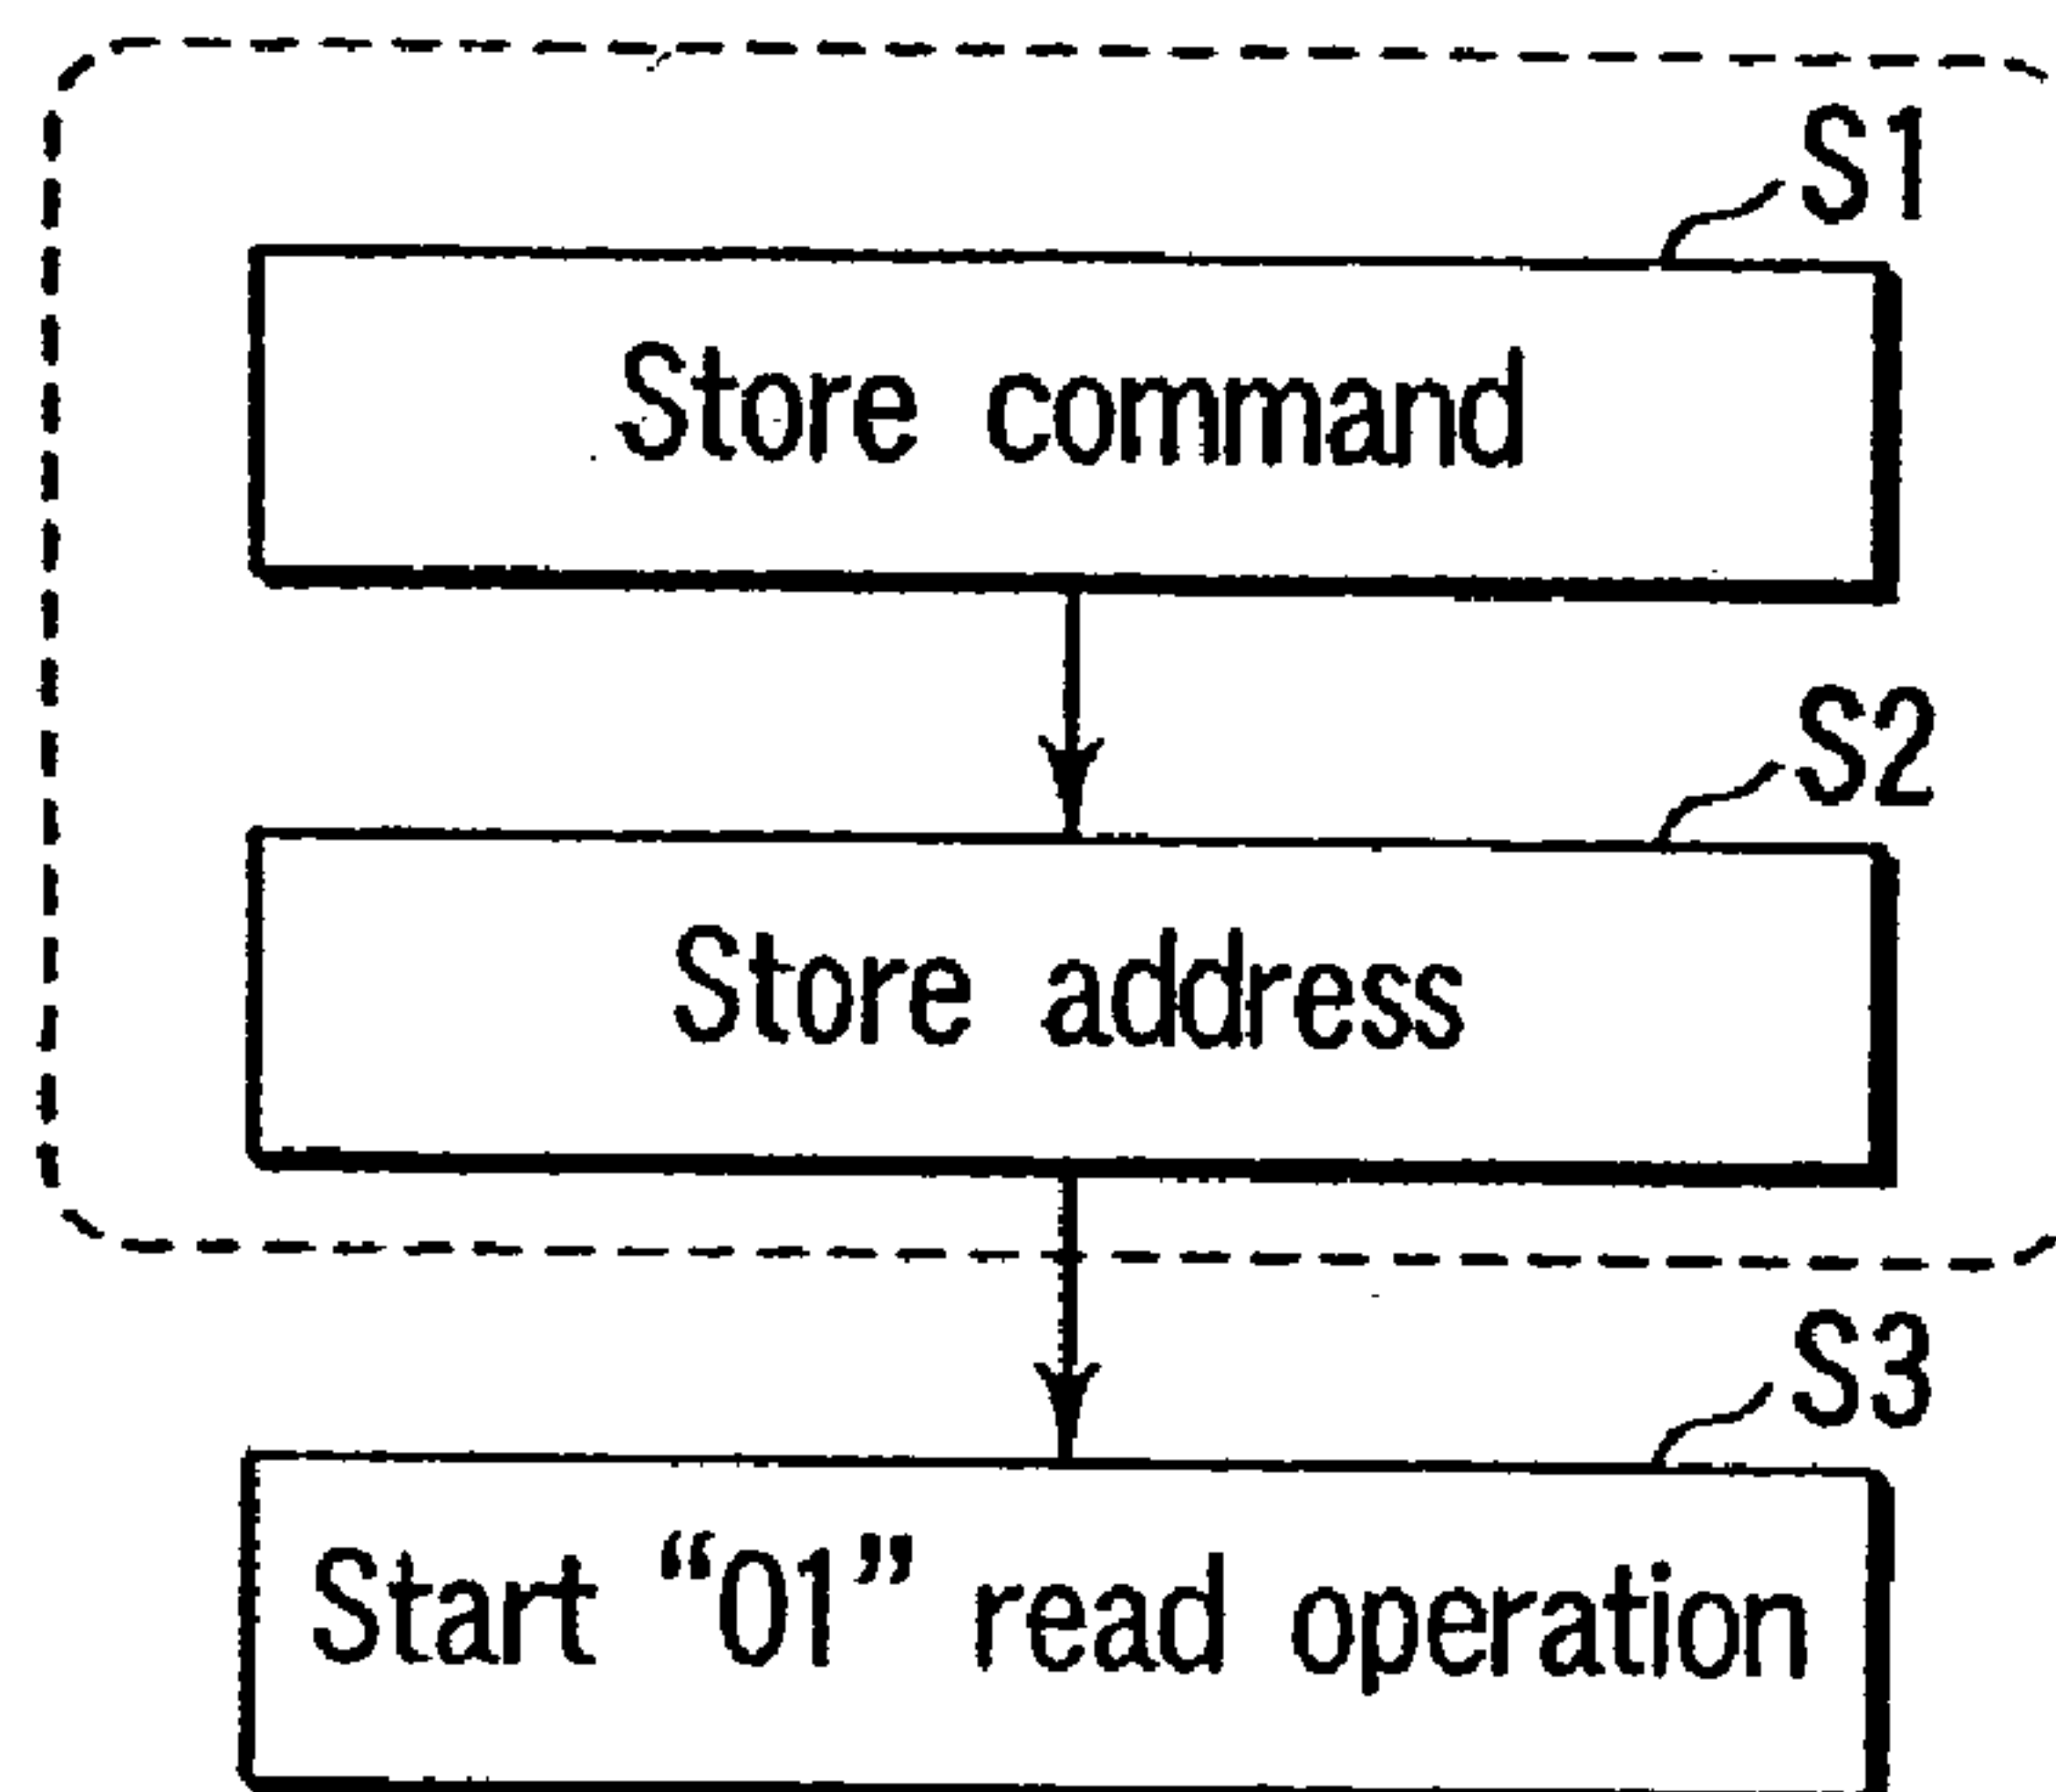 S1
Store command
S2
Store address
S3
Start “01” read operation